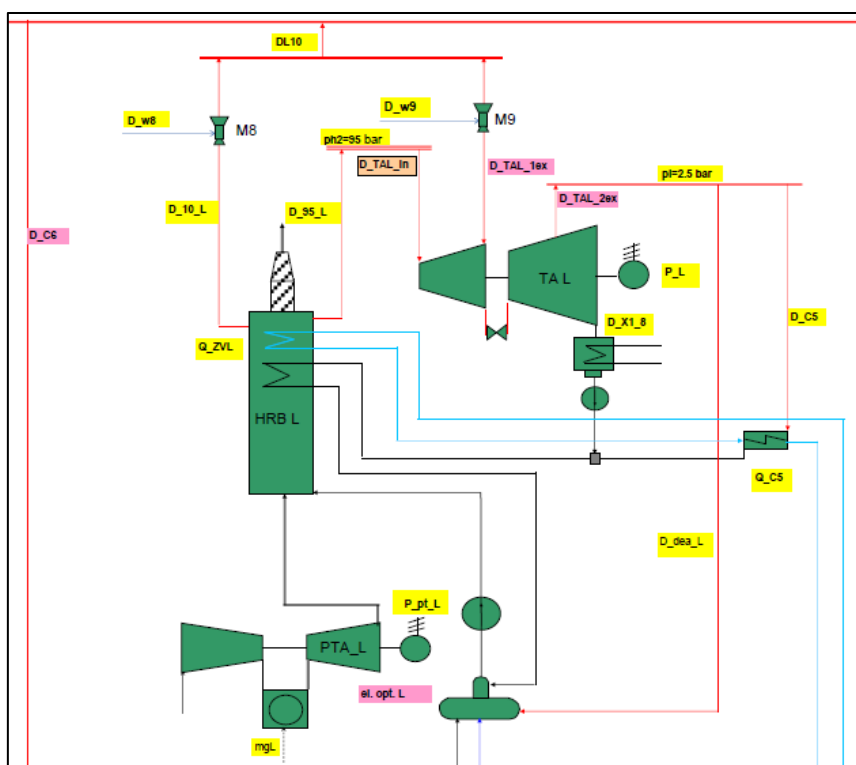 DL10
D_w8
M8
D_w9
M9
ph2=95 bar
D_TAL_in
D_TAL_1ex
pl=2.5 bar
D_TAL_2ex
D_10_L
D_95_L
D_C6
TA L
P_L
D_X1_8
D_C5
Q_ZVL
HRB L
Q_C5
D_dea_L
P_pt_L
PTA_L
el. opt. L
mgL